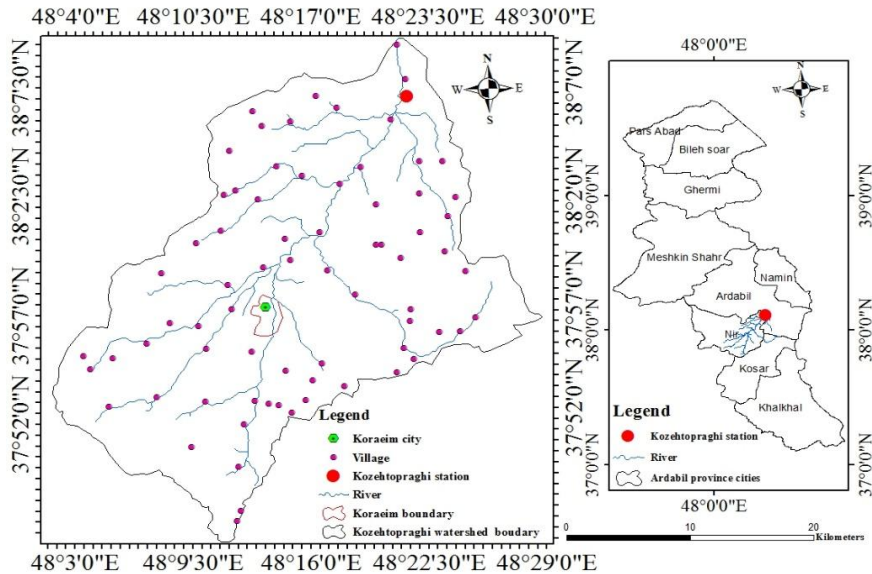 48°4'0"E 48°10'30"E 48°17'0"E 48°23'30"E 48°30'0"E
38°7'30"N
38°2'30"N
37°57'0"N
37°52'0"N
38°7'0"N
38°2'0"N
37°57'0"N
37°52'0"N
N
W E
S
Legend
Koraeim city
Village
Kozehtopraghi station
River
Koraeim boundary
Kozehtopraghi watershed boudary
48°3'0"E 48°9'30"E 48°16'0"E 48°22'30"E 48°29'0"E
48°0'0"E
39°0'0"N
38°0'0"N
37°0'0"N
39°0'0"N
38°0'0"N
37°0'0"N
N
W E
S
Pars Abad
Bileh soar
Ghermi
Meshkin Shahr
Namin
Ardabil
Nir
Kosar
Khalkhal
Legend
Kozehtopraghi station
River
Ardabil province cities
48°0'0"E
0 10 20
Kilometers